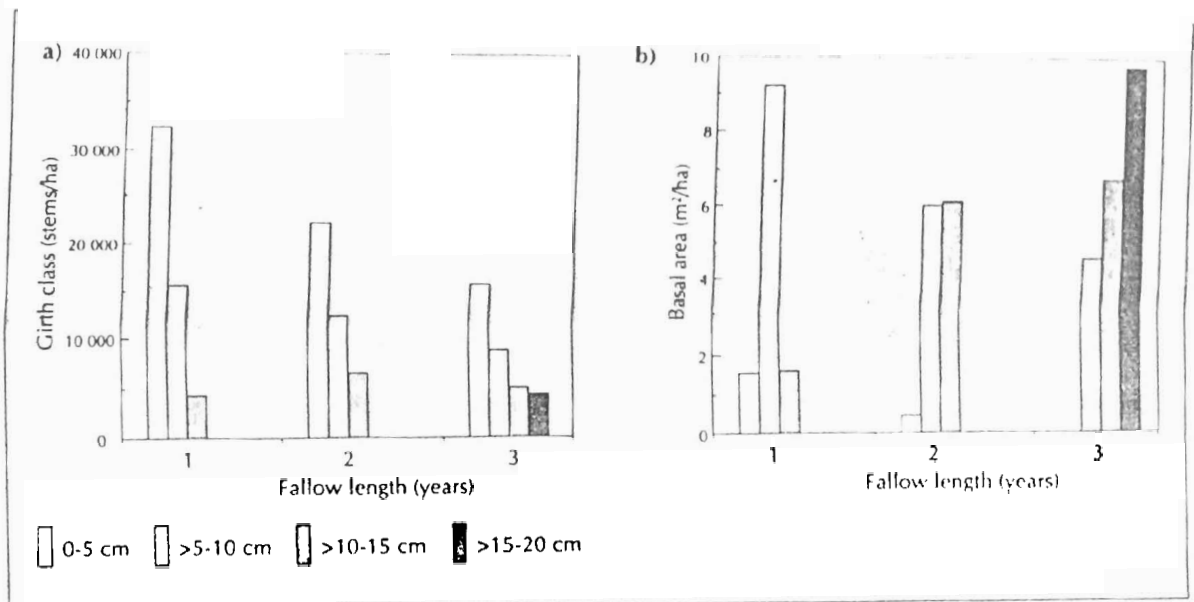 a)
40 000
30 000
20 000
10 000
0
Girth class (stems/ha)
1 2 3
Fallow length (years)
b)
10
8
6
4
2
0
Basal area (m²/ha)
1 2 3
Fallow length (years)
0-5 cm >5-10 cm >10-15 cm >15-20 cm